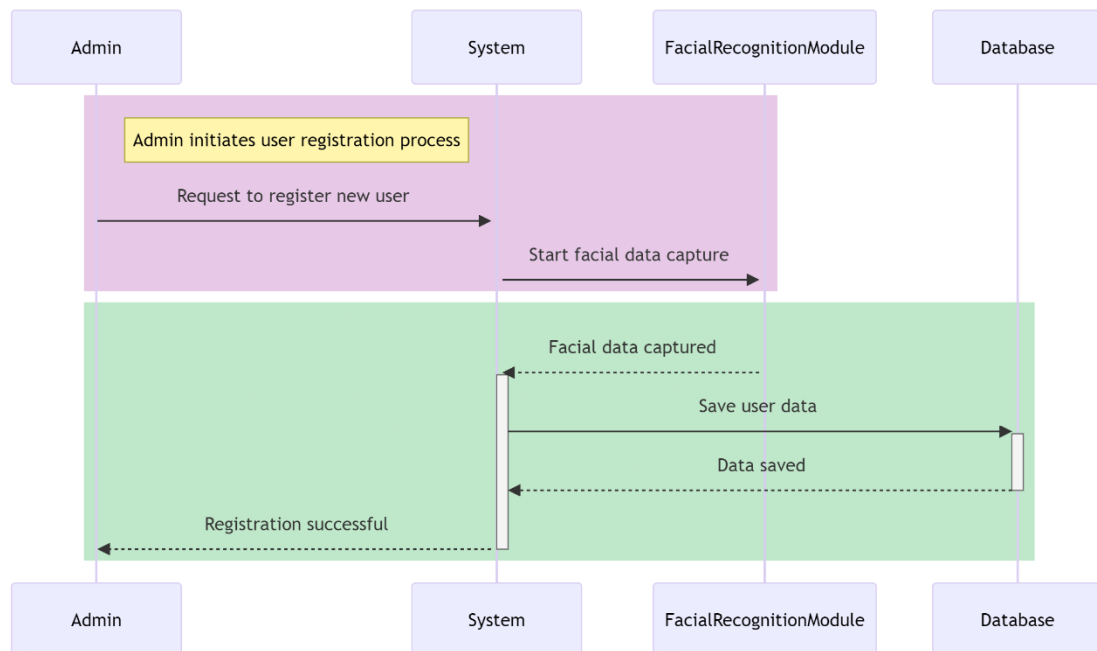 Admin
System
FacialRecognitionModule
Database
Admin initiates user registration process
Request to register new user
Start facial data capture
Facial data captured
Save user data
Data saved
Registration successful
Admin
System
FacialRecognitionModule
Database